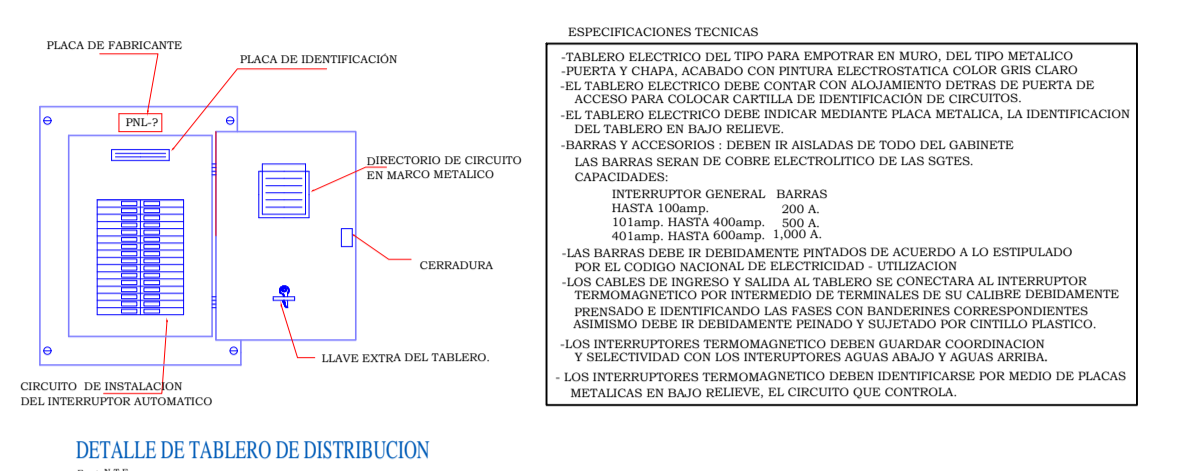 PLACA DE FABRICANTE
PLACA DE IDENTIFICACIÓN
PNL-?
DIRECTORIO DE CIRCUITO
EN MARCO METALICO
CERRADURA
LLAVE EXTRA DEL TABLERO.
CIRCUITO DE INSTALACION
DEL INTERRUPTOR AUTOMATICO
DETALLE DE TABLERO DE DISTRIBUCION
ESPECIFICACIONES TECNICAS
-TABLERO ELECTRICO DEL TIPO PARA EMPOTRAR EN MURO, DEL TIPO METALICO
-PUERTA Y CHAPA, ACABADO CON PINTURA ELECTROSTATICA COLOR GRIS CLARO
-EL TABLERO ELECTRICO DEBE CONTAR CON ALOJAMIENTO DETRAS DE PUERTA DE
ACCESO PARA COLOCAR CARTILLA DE IDENTIFICACIÓN DE CIRCUITOS.
-EL TABLERO ELECTRICO DEBE INDICAR MEDIANTE PLACA METALICA, LA IDENTIFICACION
DEL TABLERO EN BAJO RELIEVE.
-BARRAS Y ACCESORIOS : DEBEN IR AISLADAS DE TODO DEL GABINETE
LAS BARRAS SERAN DE COBRE ELECTROLITICO DE LAS SGTES.
CAPACIDADES:
INTERRUPTOR GENERAL BARRAS
HASTA 100amp. 200 A.
101amp. HASTA 400amp. 500 A.
401amp. HASTA 600amp. 1,000 A.
-LAS BARRAS DEBE IR DEBIDAMENTE PINTADOS DE ACUERDO A LO ESTIPULADO
POR EL CODIGO NACIONAL DE ELECTRICIDAD - UTILIZACION
-LOS CABLES DE INGRESO Y SALIDA AL TABLERO SE CONECTARA AL INTERRUPTOR
TERMOMAGNETICO POR INTERMEDIO DE TERMINALES DE SU CALIBRE DEBIDAMENTE
PRENSADO E IDENTIFICANDO LAS FASES CON BANDERINES CORRESPONDIENTES
ASIMISMO DEBE IR DEBIDAMENTE PEINADO Y SUJETADO POR CINTILLO PLASTICO.
-LOS INTERRUPTORES TERMOMAGNETICO DEBEN GUARDAR COORDINACION
Y SELECTIVIDAD CON LOS INTERUPTORES AGUAS ABAJO Y AGUAS ARRIBA.
- LOS INTERRUPTORES TERMOMAGNETICO DEBEN IDENTIFICARSE POR MEDIO DE PLACAS
METALICAS EN BAJO RELIEVE, EL CIRCUITO QUE CONTROLA.